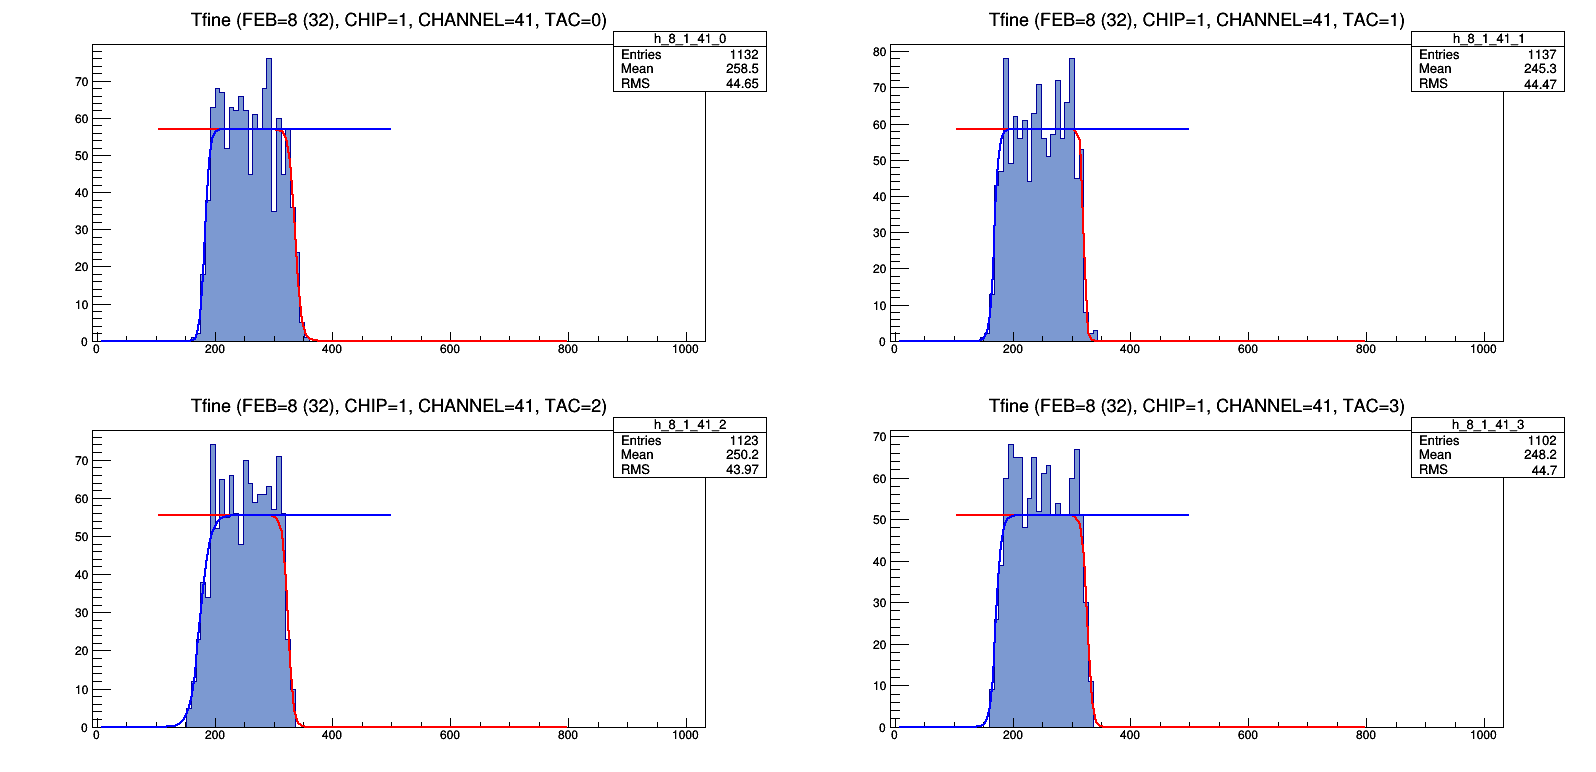 Tfine (FEB=8 (32), CHIP=1, CHANNEL=41, TAC=0)
h_8_1_41_0
Entries 1132
Mean 258.5
RMS 44.65
70
60
50
40
30
20
10
0
0 200 400 600 800 1000
Tfine (FEB=8 (32), CHIP=1, CHANNEL=41, TAC=1)
h_8_1_41_1
Entries 1137
Mean 245.3
RMS 44.47
80
70
60
50
40
30
20
10
0
0 200 400 600 800 1000
Tfine (FEB=8 (32), CHIP=1, CHANNEL=41, TAC=2)
h_8_1_41_2
Entries 1123
Mean 250.2
RMS 43.97
70
60
50
40
30
20
10
0
0 200 400 600 800 1000
Tfine (FEB=8 (32), CHIP=1, CHANNEL=41, TAC=3)
h_8_1_41_3
Entries 1102
Mean 248.2
RMS 44.7
70
60
50
40
30
20
10
0
0 200 400 600 800 1000